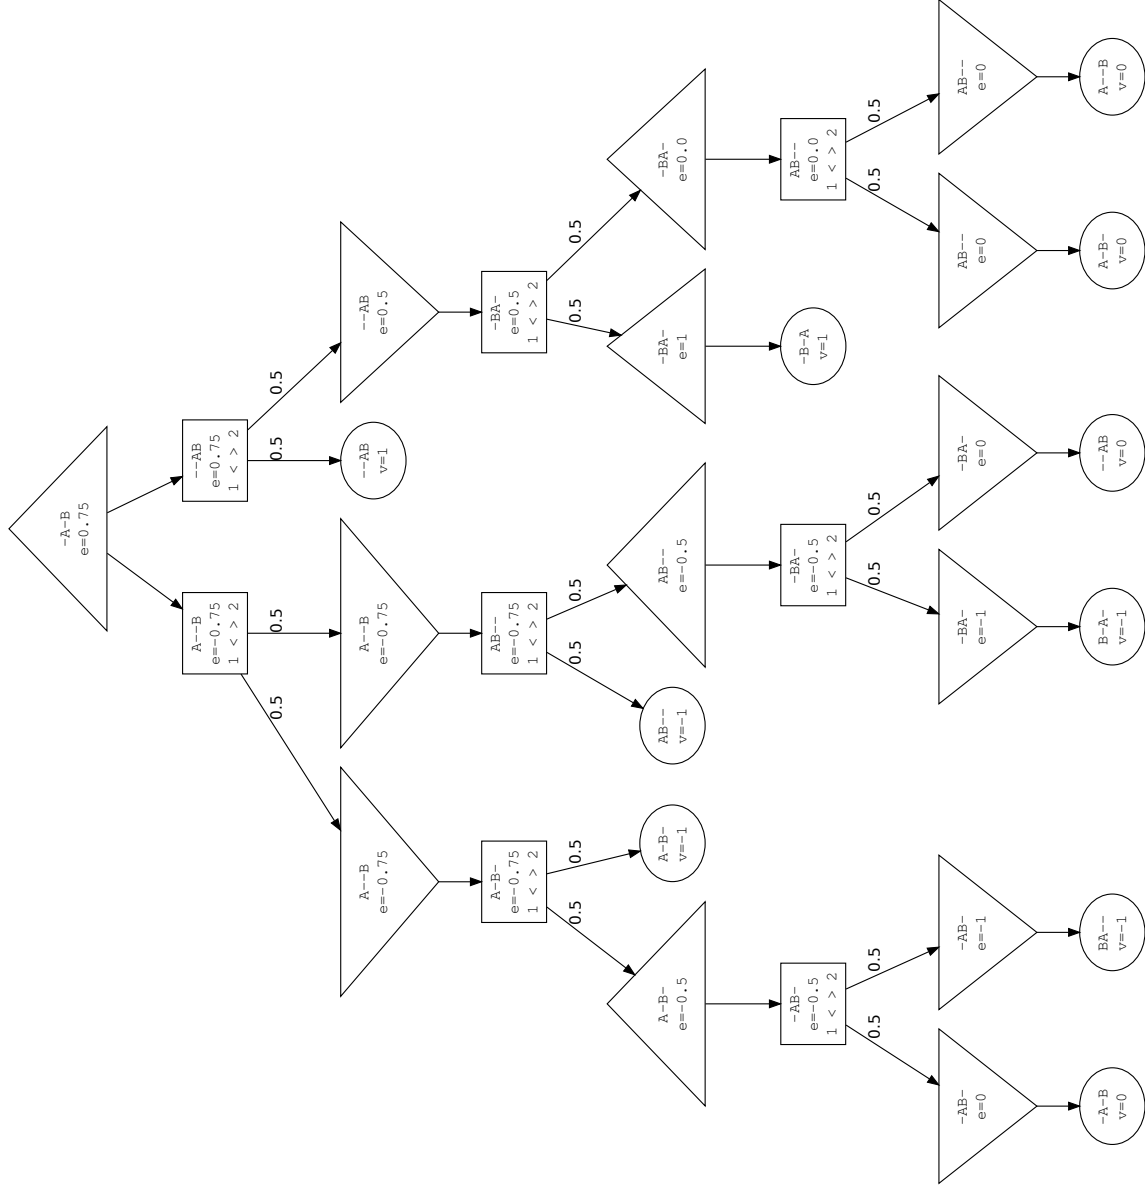 -A-B
e=0.75
A--B
e=-0.75
1 < > 2
--AB
e=0.75
1 < > 2
0.5
0.5
0.5
0.5
A--B
e=-0.75
A--B
e=-0.75
--AB
v=1
--AB
e=0.5
A-B-
e=-0.75
1 < > 2
AB--
e=-0.75
1 < > 2
-BA-
e=0.5
1 < > 2
0.5
0.5
0.5
0.5
0.5
0.5
A-B-
e=-0.5
A-B-
v=-1
AB--
v=-1
AB--
e=-0.5
-BA-
e=1
-BA-
e=0.0
-AB-
e=-0.5
1 < > 2
-BA-
e=-0.5
1 < > 2
-B-A
v=1
AB--
e=0.0
1 < > 2
0.5
0.5
0.5
0.5
0.5
0.5
-AB-
e=0
-AB-
e=-1
-BA-
e=-1
-BA-
e=0
AB--
e=0
AB--
e=0
-A-B
v=0
BA--
v=-1
B-A-
v=-1
--AB
v=0
A-B-
v=0
A--B
v=0